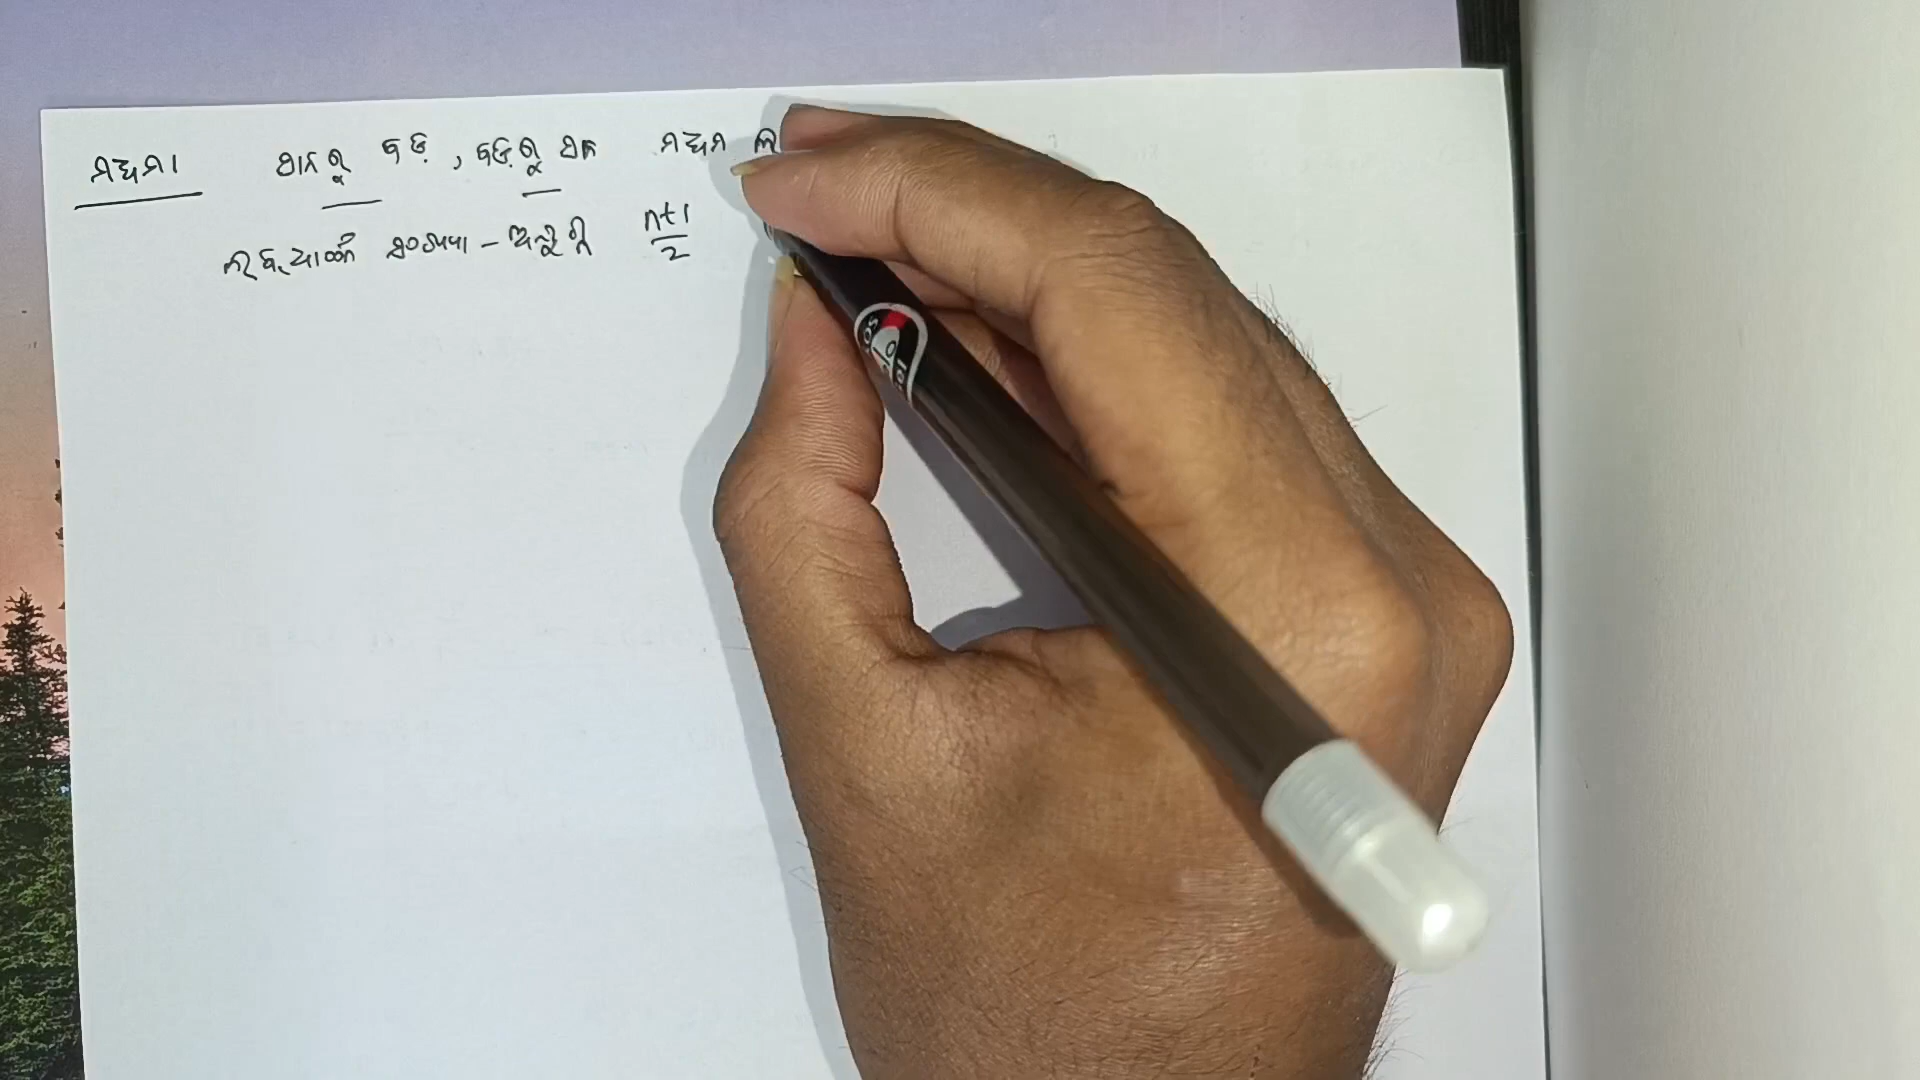 ମଧ୍ୟମା ସାନରୁ ବଡ଼ , ବଡ଼ରୁ ସାନ ମଧ୍ୟମ ଲ
ଲବ୍ଧାଙ୍କ ସଂଖ୍ୟା - ଅଯୁଗ୍ମ n+1/2